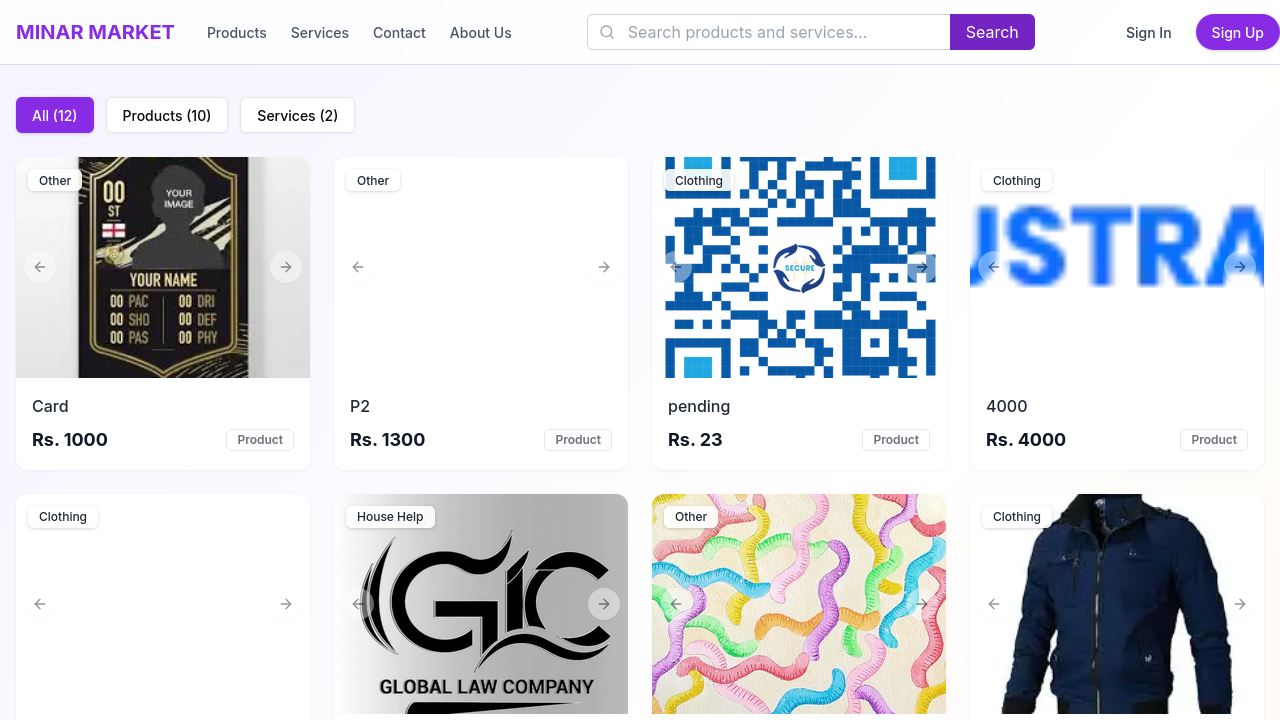 MINAR MARKET
Products
Services
Contact
About Us
Search products and services...
Search
Sign In
Sign Up
All (12)
Products (10)
Services (2)
Other
00
ST
YOUR
IMAGE
YOUR NAME
00 PAC 00 DRI
00 SHO 00 DEF
00 PAS 00 PHY
Card
Rs. 1000
Product
Other
P2
Rs. 1300
Product
Clothing
SECURE
pending
Rs. 23
Product
Clothing
USTRA
4000
Rs. 4000
Product
Clothing
House Help
GLC
GLOBAL LAW COMPANY
Other
Clothing